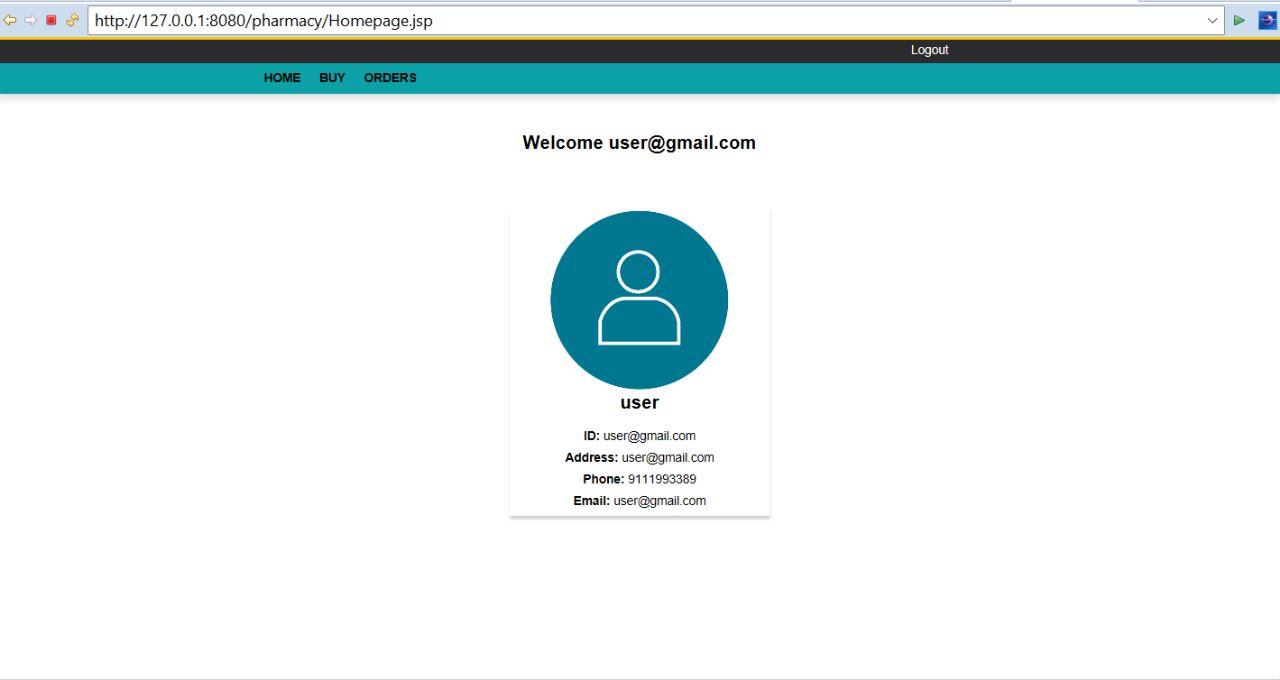 http://127.0.0.1:8080/pharmacy/Homepage.jsp
Logout
HOME BUY ORDERS
Welcome user@gmail.com
user
ID: user@gmail.com
Address: user@gmail.com
Phone: 9111993389
Email: user@gmail.com